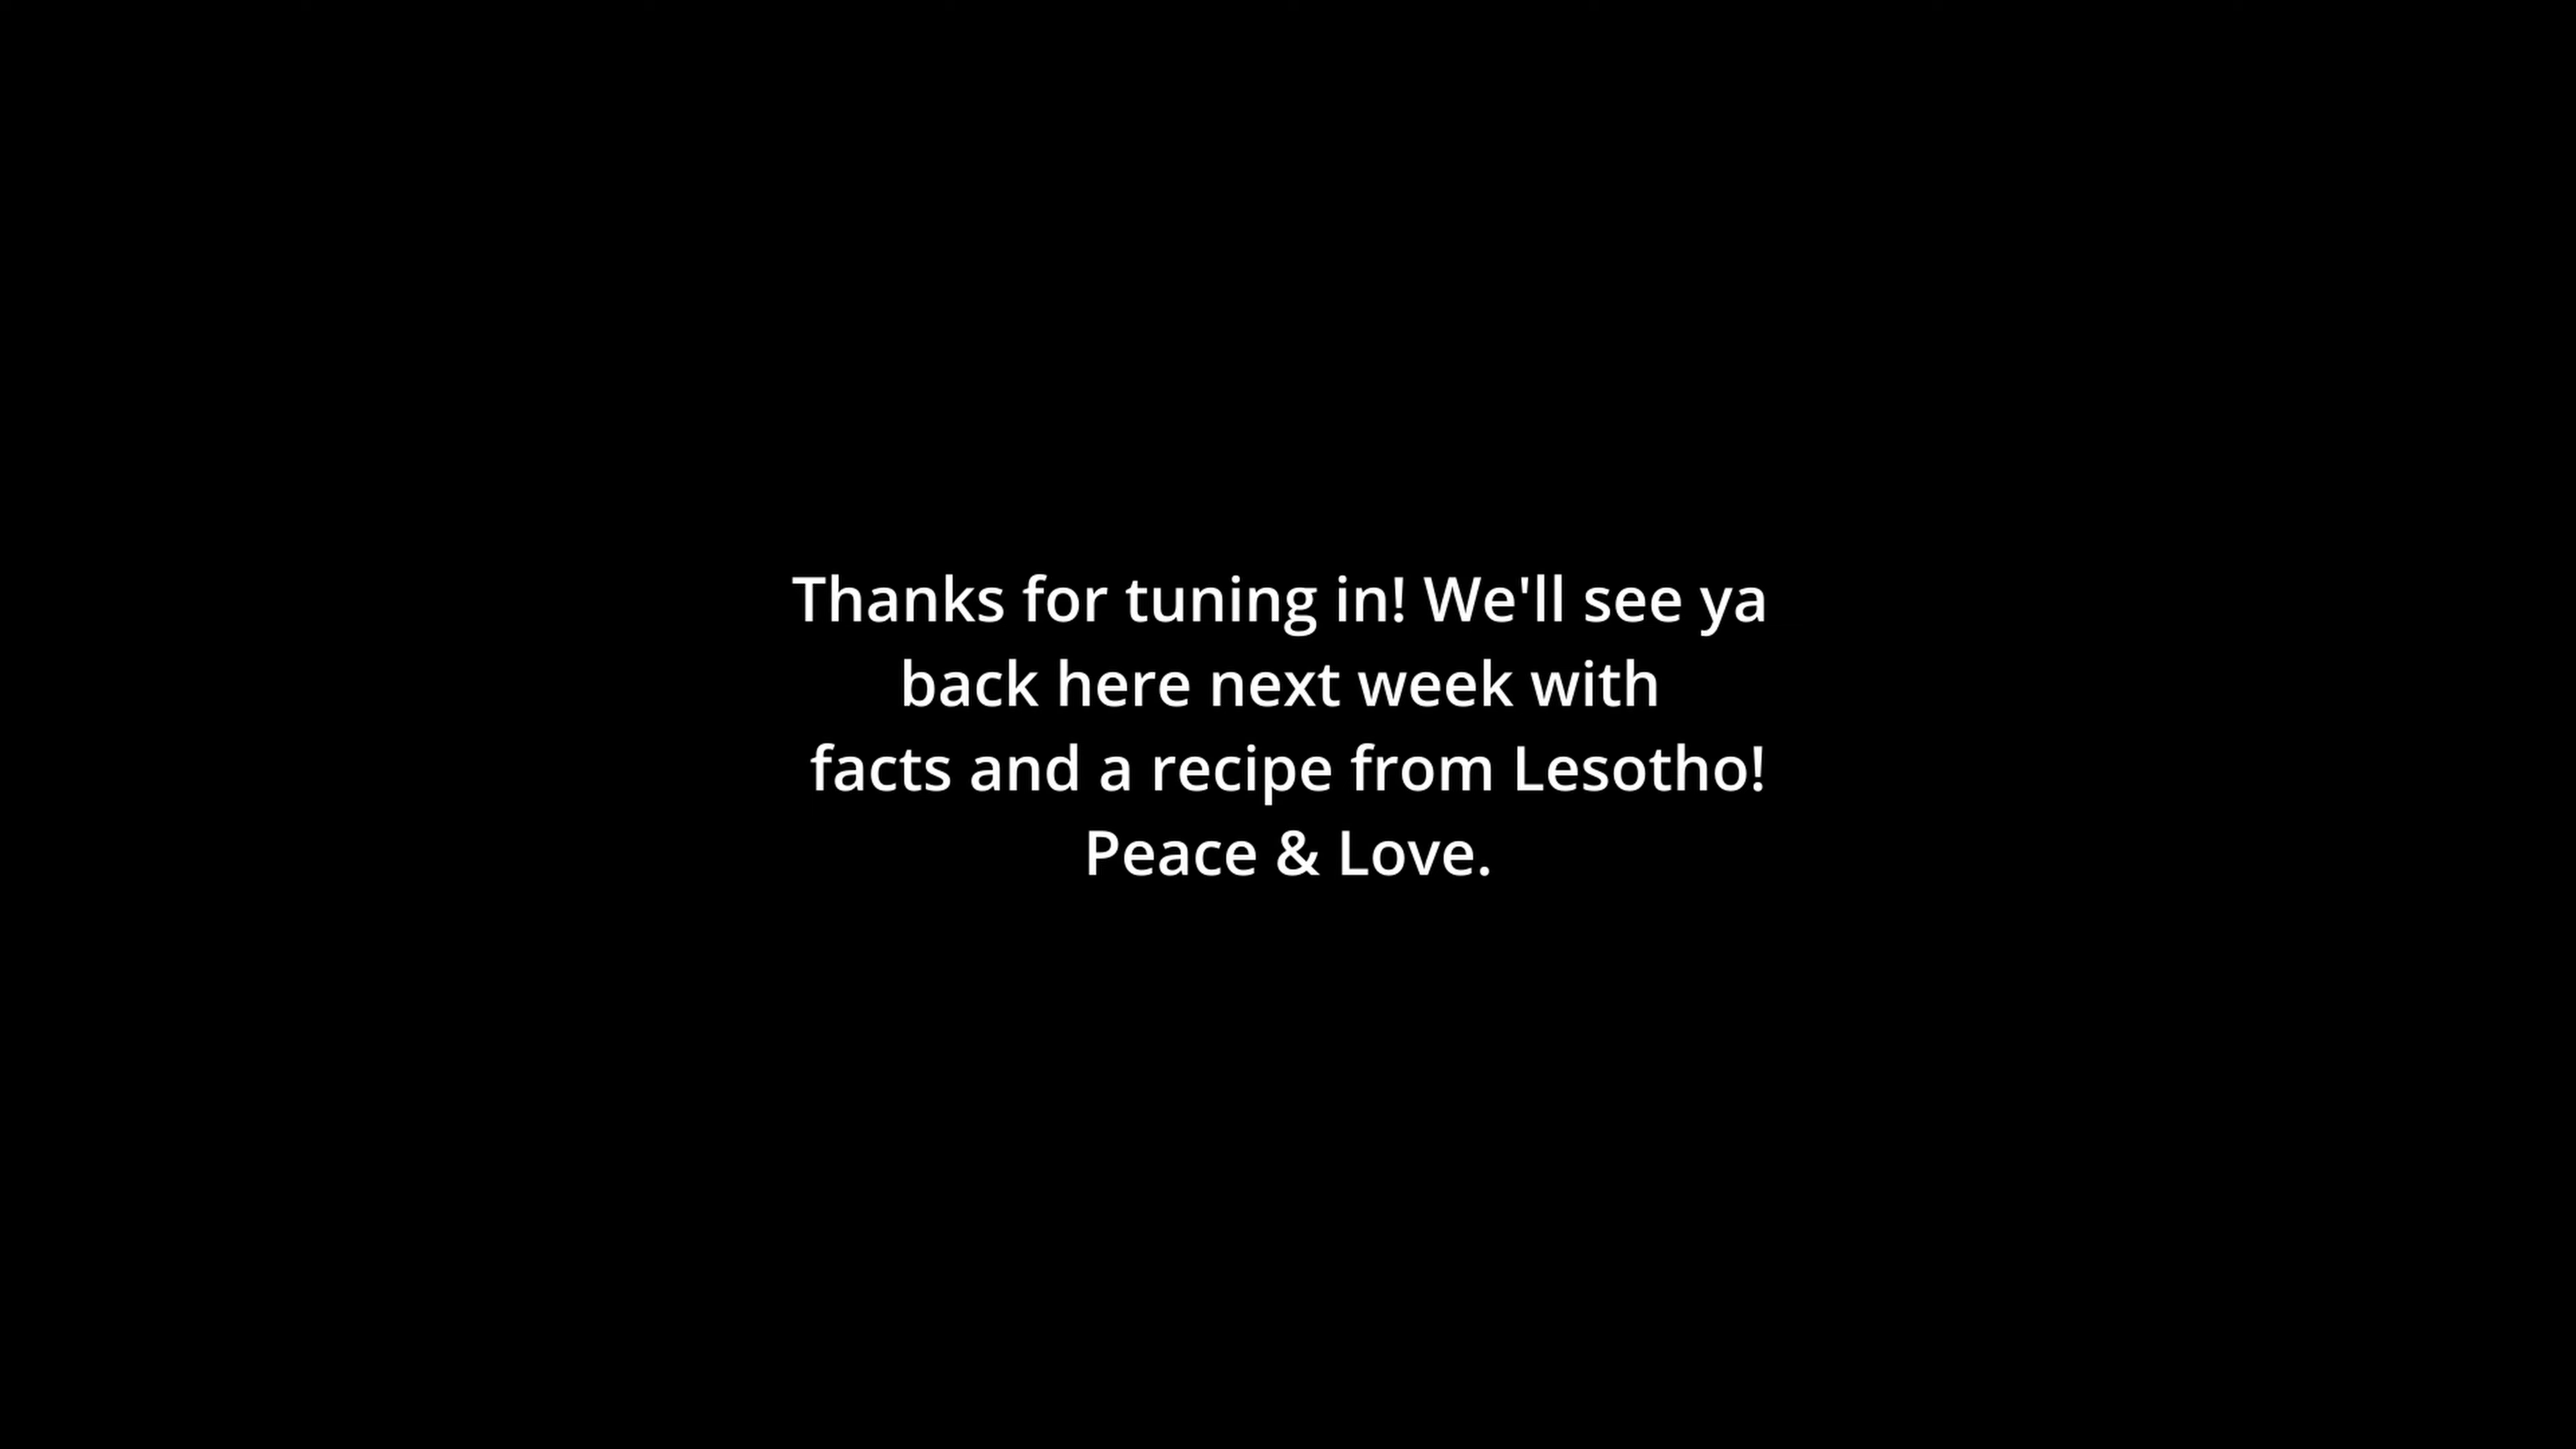 Thanks for tuning in! We'll see ya
back here next week with
facts and a recipe from Lesotho!
Peace & Love.